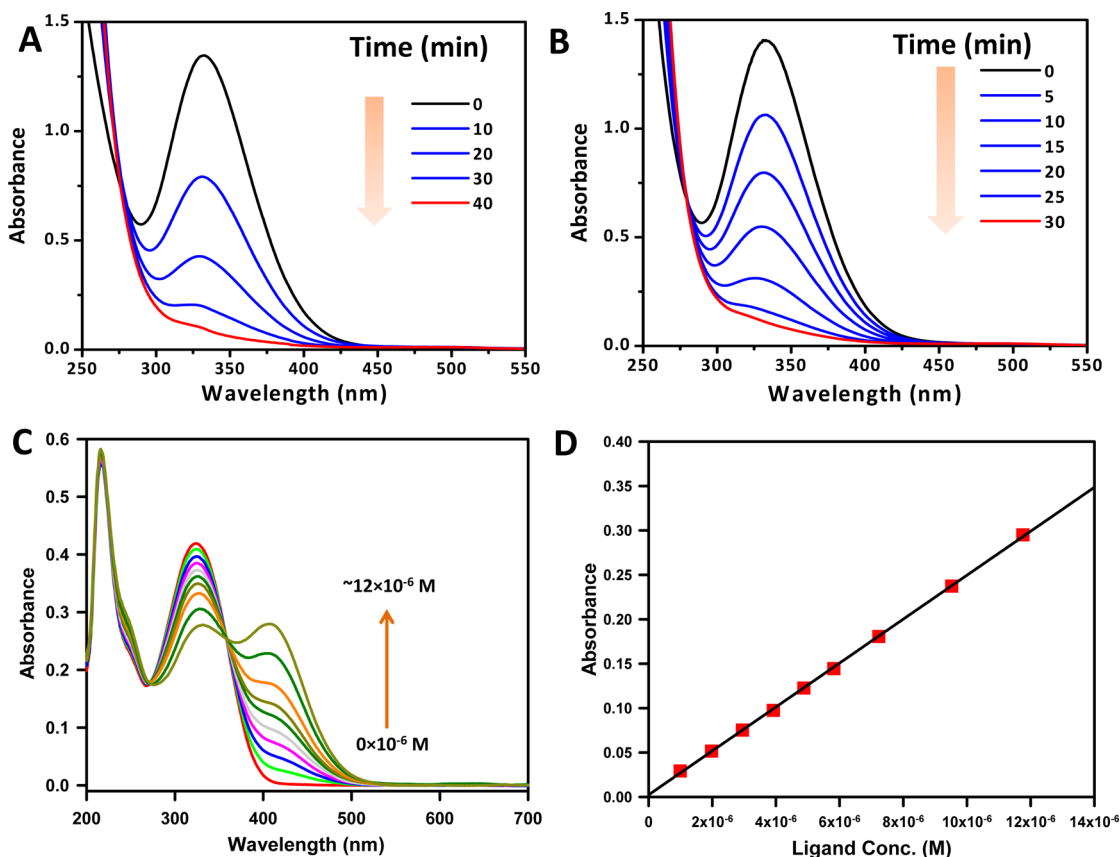 A
Time (min)
0
10
20
30
40
1.5
1.0
0.5
0.0
250 300 350 400 450 500 550
Absorbance
Wavelength (nm)
B
Time (min)
0
5
10
15
20
25
30
1.5
1.0
0.5
0.0
250 300 350 400 450 500 550
Absorbance
Wavelength (nm)
C
0.6
0.5
0.4
0.3
0.2
0.1
0.0
~12×10⁻⁶ M
0×10⁻⁶ M
200 300 400 500 600 700
Absorbance
Wavelength (nm)
D
0.40
0.35
0.30
0.25
0.20
0.15
0.10
0.05
0.00
0 2x10⁻⁶ 4x10⁻⁶ 6x10⁻⁶ 8x10⁻⁶ 10x10⁻⁶ 12x10⁻⁶ 14x10⁻⁶
Absorbance
Ligand Conc. (M)